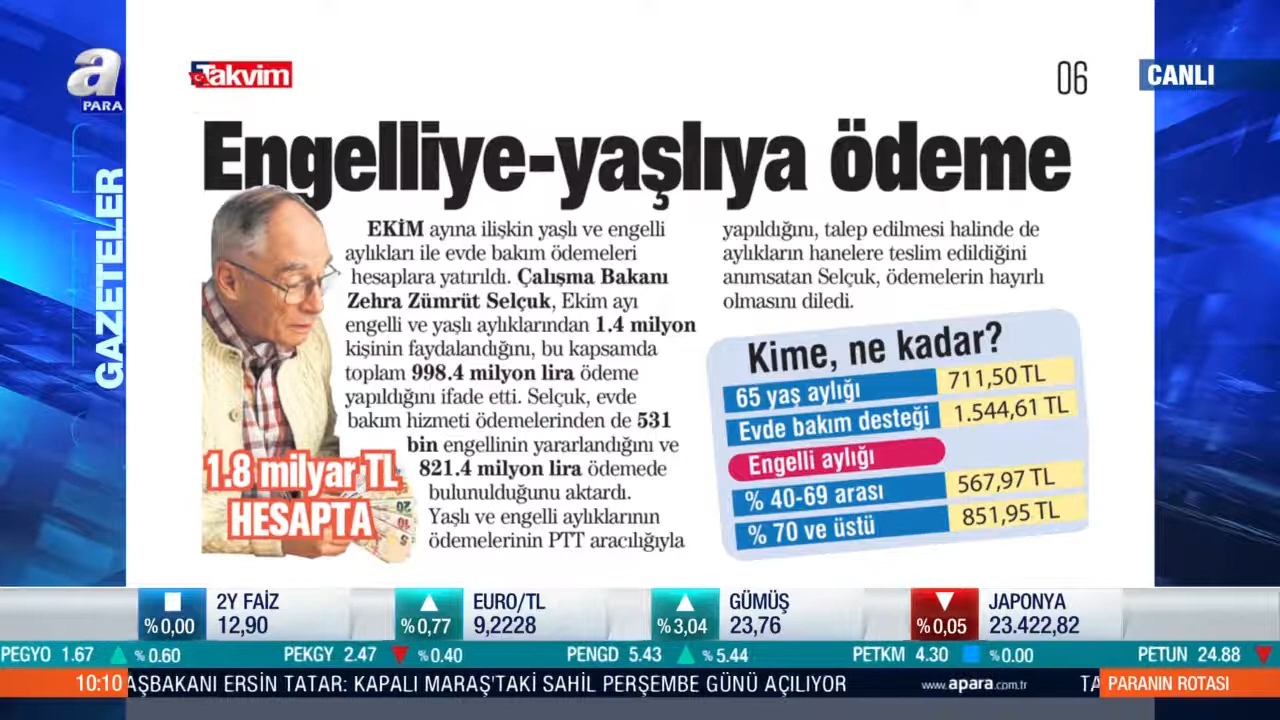 a
PARA
GAZETELER
Takvim
06
CANLI
Engelliye-yaşlıya ödeme
EKİM ayına ilişkin yaşlı ve engelli
aylıkları ile evde bakım ödemeleri
hesaplara yatırıldı. Çalışma Bakanı
Zehra Zümrüt Selçuk, Ekim ayı
engelli ve yaşlı aylıklarından 1.4 milyon
kişinin faydalandığını, bu kapsamda
toplam 998.4 milyon lira ödeme
yapıldığını ifade etti. Selçuk, evde
bakım hizmeti ödemelerinden de 531
bin engellinin yararlandığını ve
821.4 milyon lira ödemede
bulunulduğunu aktardı.
Yaşlı ve engelli aylıklarının
ödemelerinin PTT aracılığıyla
yapıldığını, talep edilmesi halinde de
aylıkların hanelere teslim edildiğini
anımsatan Selçuk, ödemelerin hayırlı
olmasını diledi.
1.8 milyar TL
HESAPTA
Kime, ne kadar?
65 yaş aylığı 711,50 TL
Evde bakım desteği 1.544,61 TL
Engelli aylığı
% 40-69 arası 567,97 TL
% 70 ve üstü 851,95 TL
%0,00 2Y FAİZ 12,90
%0,77 EURO/TL 9,2228
%3,04 GÜMÜŞ 23,76
%0,05 JAPONYA 23.422,82
PEGYO 1.67 %0.60 PEKGY 2.47 %0.40 PENGD 5.43 %5.44 PETKM 4.30 %0.00 PETUN 24.88
10:10 AŞBAKANI ERSİN TATAR: KAPALI MARAŞ'TAKİ SAHİL PERŞEMBE GÜNÜ AÇILIYOR www.apara.com.tr TA PARANIN ROTASI